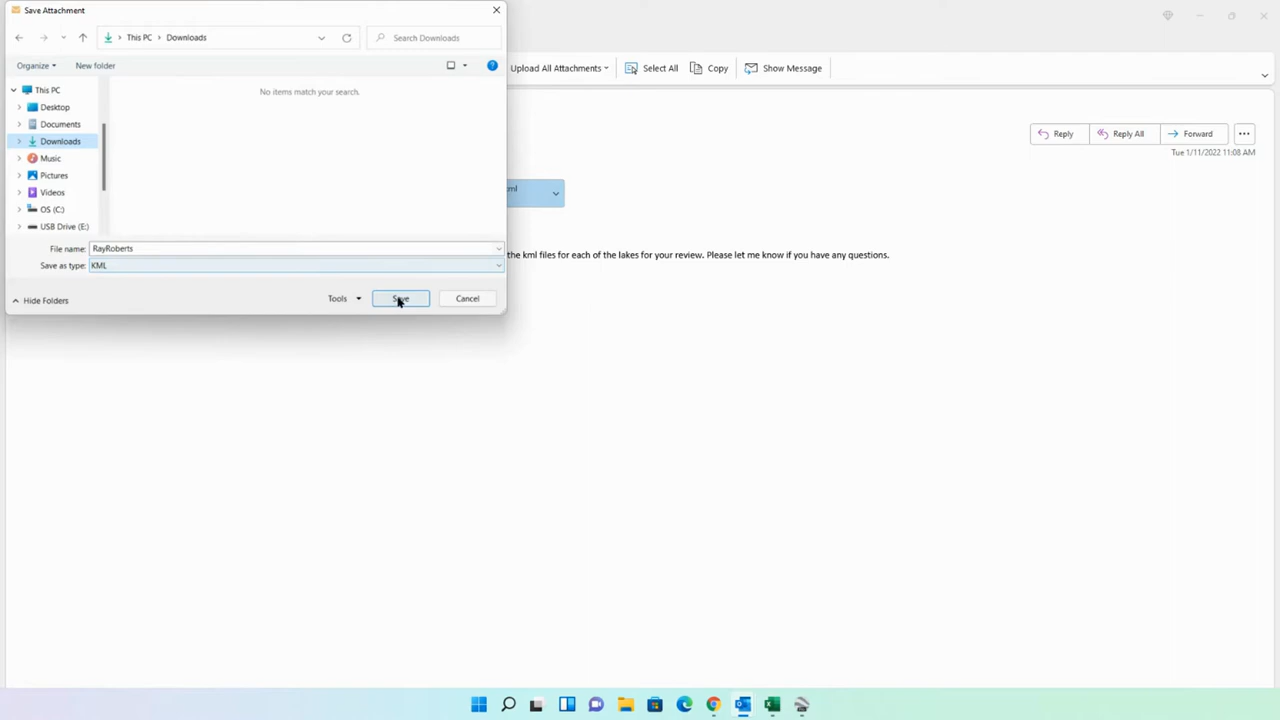 Save Attachment
This PC > Downloads
Search Downloads
Organize
New folder
Upload All Attachments
Select All
Copy
Show Message
This PC
Desktop
Documents
Downloads
Music
Pictures
Videos
OS (C:)
USB Drive (E:)
No items match your search.
Reply
Reply All
Forward
Tue 1/11/2022 11:08 AM
File name: RayRoberts
Save as type: KML
the kml files for each of the lakes for your review. Please let me know if you have any questions.
Hide Folders
Tools
Save
Cancel